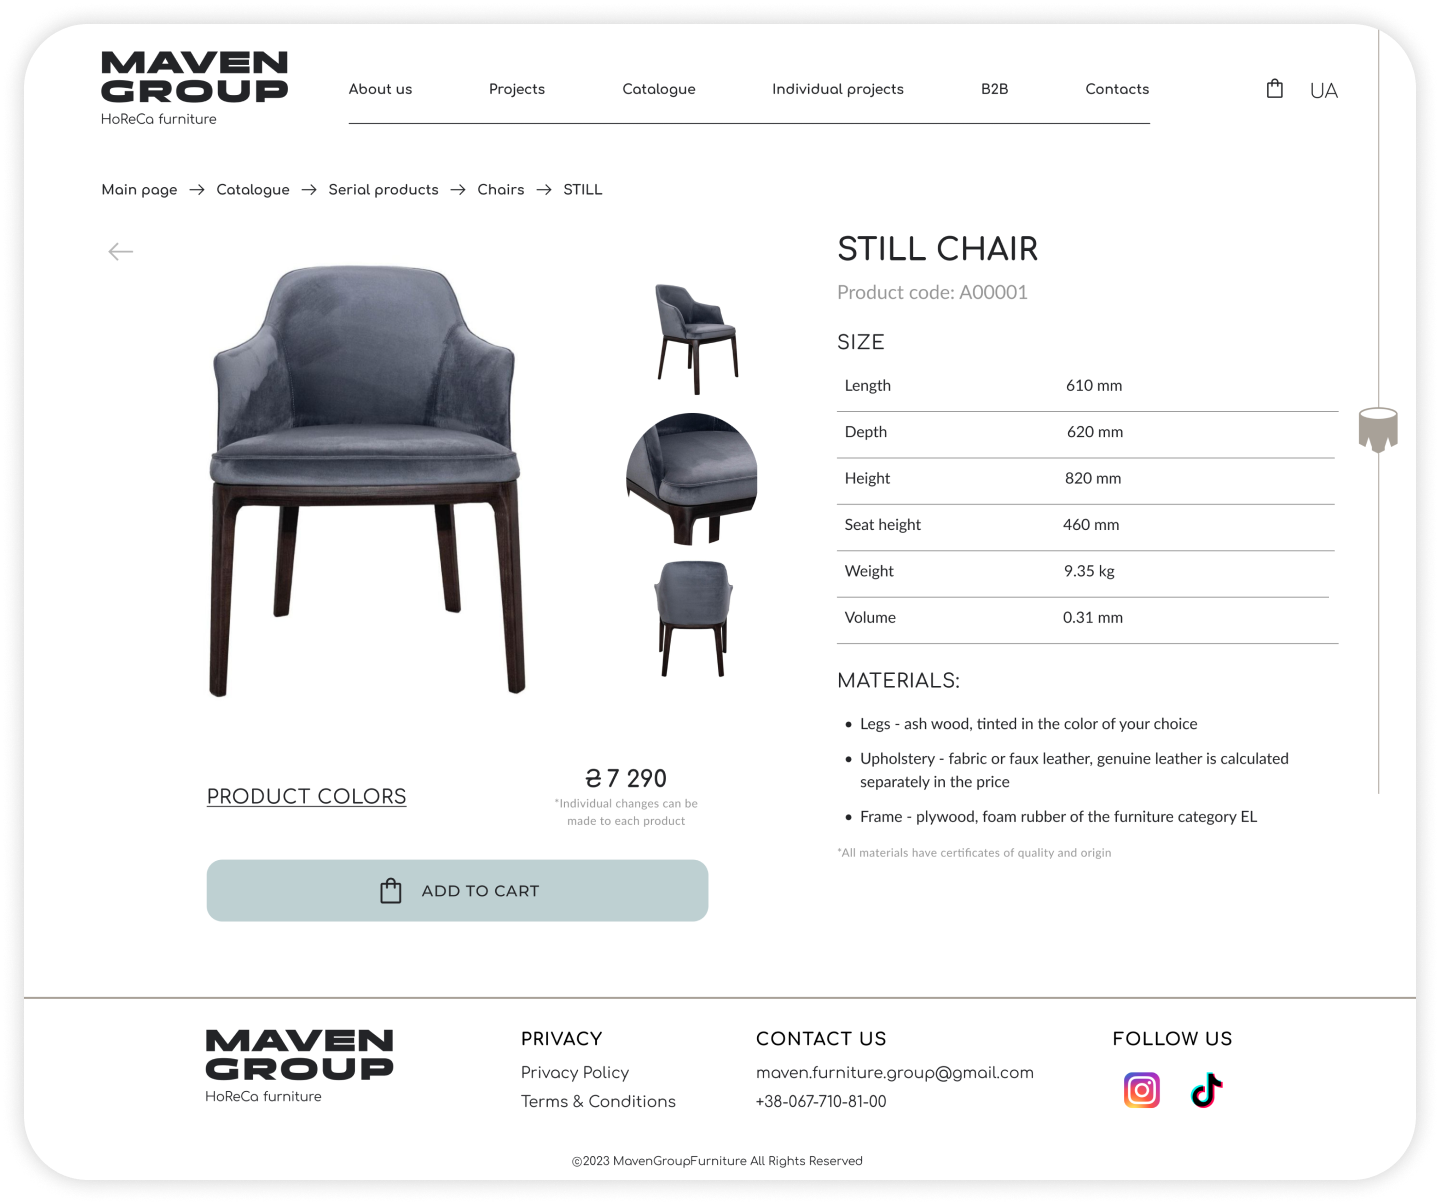 MAVEN
GROUP
HoReCa furniture
About us
Projects
Catalogue
Individual projects
B2B
Contacts
UA
Main page → Catalogue → Serial products → Chairs → STILL
STILL CHAIR
Product code: A00001
SIZE
Length 610 mm
Depth 620 mm
Height 820 mm
Seat height 460 mm
Weight 9.35 kg
Volume 0.31 mm
MATERIALS:
• Legs - ash wood, tinted in the color of your choice
• Upholstery - fabric or faux leather, genuine leather is calculated
separately in the price
• Frame - plywood, foam rubber of the furniture category EL
*All materials have certificates of quality and origin
PRODUCT COLORS
₴ 7 290
*Individual changes can be
made to each product
ADD TO CART
MAVEN
GROUP
HoReCa furniture
PRIVACY
Privacy Policy
Terms & Conditions
CONTACT US
maven.furniture.group@gmail.com
+38-067-710-81-00
FOLLOW US
©2023 MavenGroupFurniture All Rights Reserved